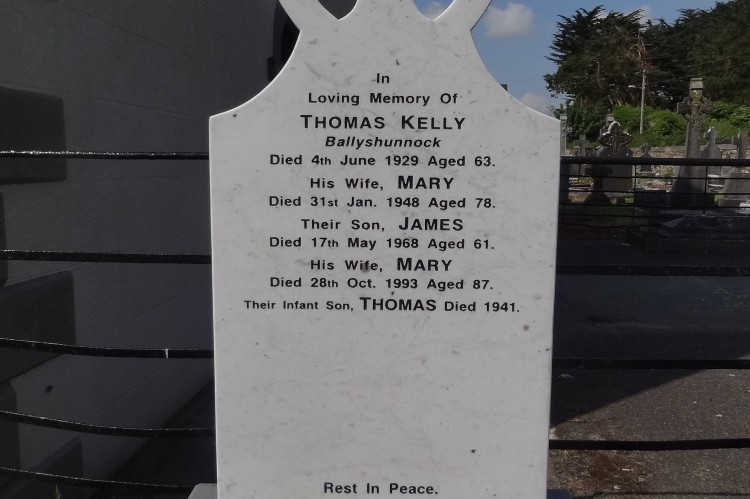 In
Loving Memory Of
THOMAS KELLY
Ballyshunnock
Died 4th June 1929 Aged 63.
His Wife, MARY
Died 31st Jan. 1948 Aged 78.
Their Son, JAMES
Died 17th May 1968 Aged 61.
His Wife, MARY
Died 28th Oct. 1993 Aged 87.
Their Infant Son, THOMAS Died 1941.
Rest In Peace.